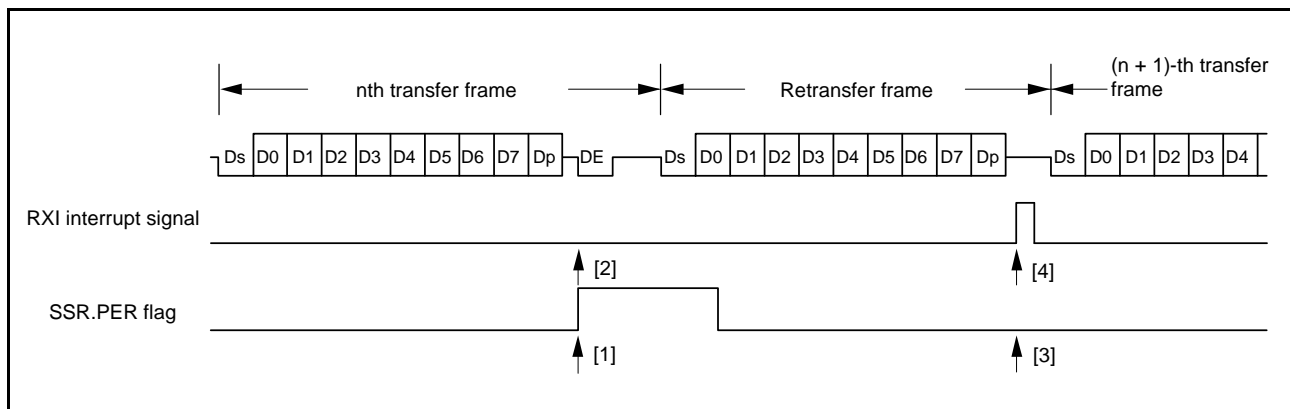 nth transfer frame
Retransfer frame
(n + 1)-th transfer
frame
Ds D0 D1 D2 D3 D4 D5 D6 D7 Dp DE Ds D0 D1 D2 D3 D4 D5 D6 D7 Dp Ds D0 D1 D2 D3 D4
RXI interrupt signal
[2] [4]
SSR.PER flag
[1] [3]